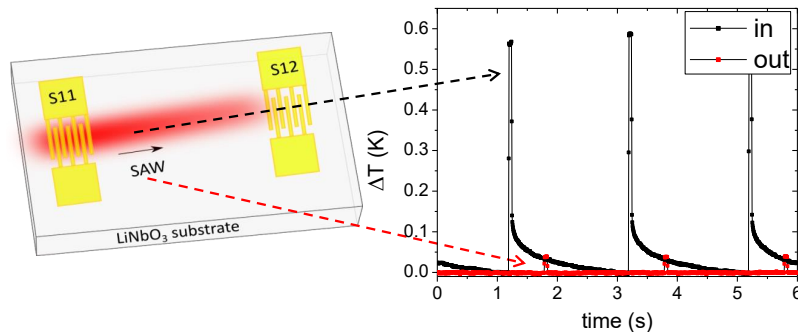 S11
S12
SAW
LiNbO₃ substrate
in
out
ΔT (K)
0.6
0.5
0.4
0.3
0.2
0.1
0.0
0
1
2
3
4
5
6
time (s)